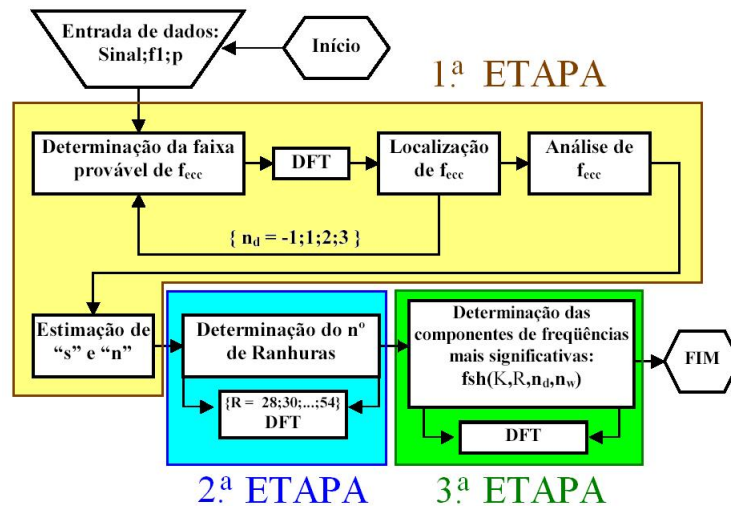 Entrada de dados:
Sinal;f1;p
Início
1.ª ETAPA
Determinação da faixa
provável de fecc
DFT
Localização
de fecc
Análise de
fecc
{ nd = -1;1;2;3 }
Estimação de
“s” e “n”
Determinação do nº
de Ranhuras
{R = 28;30;...;54}
DFT
Determinação das
componentes de freqüências
mais significativas:
fsh(K,R,nd,nw)
DFT
FIM
2.ª ETAPA
3.ª ETAPA